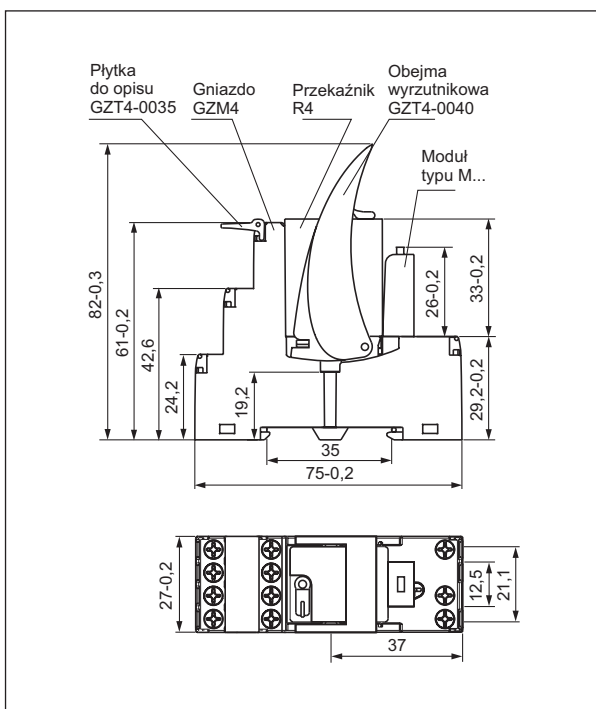 Płytka
do opisu
GZT4-0035
Gniazdo
GZM4
Przekaźnik
R4
Obejma
wyrzutnikowa
GZT4-0040
Moduł
typu M...
82-0,3
61-0,2
42,6
24,2
19,2
26-0,2
33-0,2
29,2-0,2
35
75-0,2
27-0,2
12,5
21,1
37